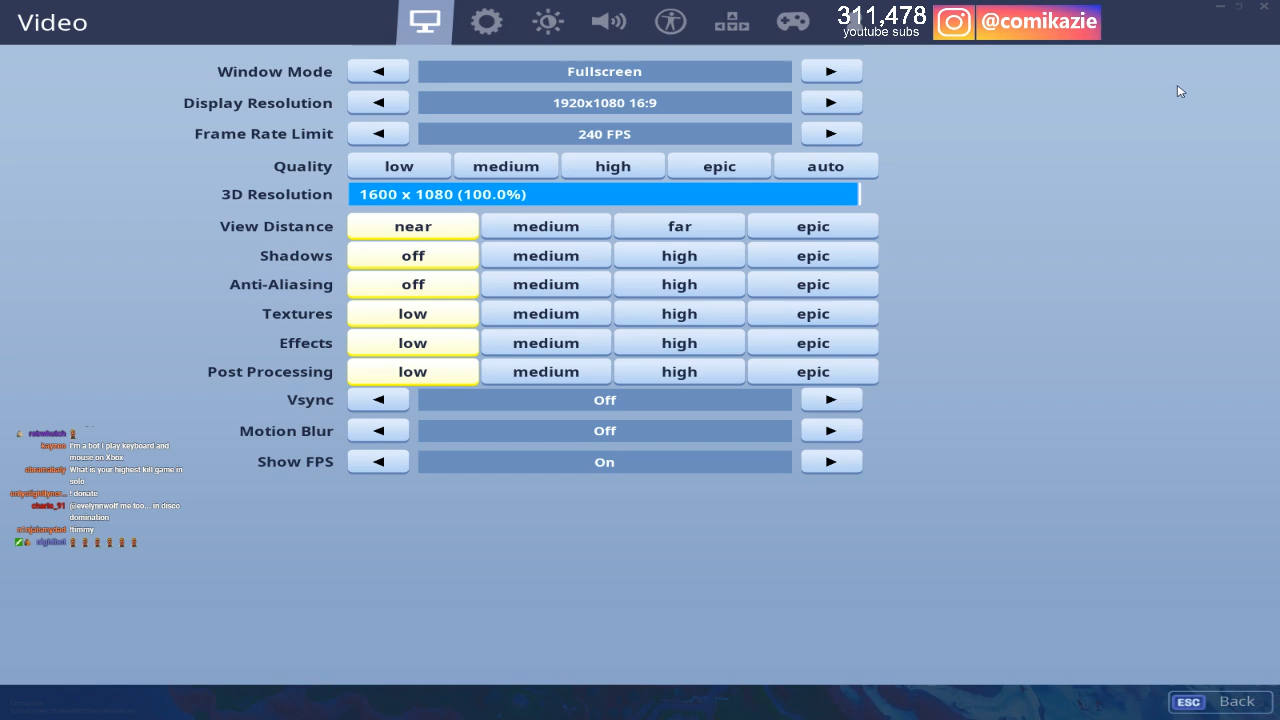 Video
311,478
youtube subs
@comikazie
Window Mode Fullscreen
Display Resolution 1920x1080 16:9
Frame Rate Limit 240 FPS
Quality low medium high epic auto
3D Resolution 1600 x 1080 (100.0%)
View Distance near medium far epic
Shadows off medium high epic
Anti-Aliasing off medium high epic
Textures low medium high epic
Effects low medium high epic
Post Processing low medium high epic
Vsync Off
Motion Blur Off
Show FPS On
I'm a bot I play keyboard and
mouse on Xbox
What is your highest kill game in
solo
! donate
charlo_91 @evelynnwolf me too... in disco
domination
nightbot
ESC Back